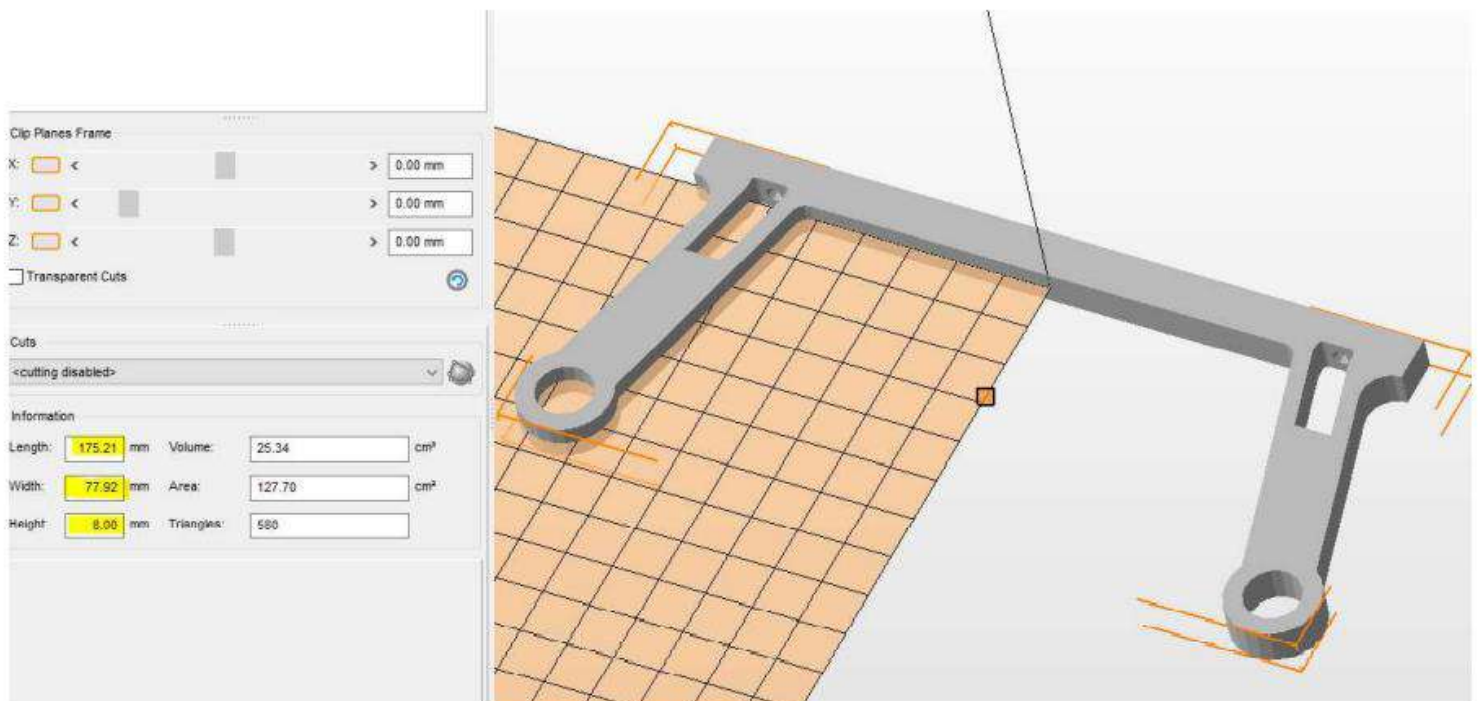 Clip Planes Frame
X: < > 0.00 mm
Y: < > 0.00 mm
Z: < > 0.00 mm
Transparent Cuts
Cuts
<cutting disabled>
Information
Length: 175.21 mm Volume: 25.34 cm³
Width: 77.92 mm Area: 127.70 cm²
Height: 8.00 mm Triangles: 580